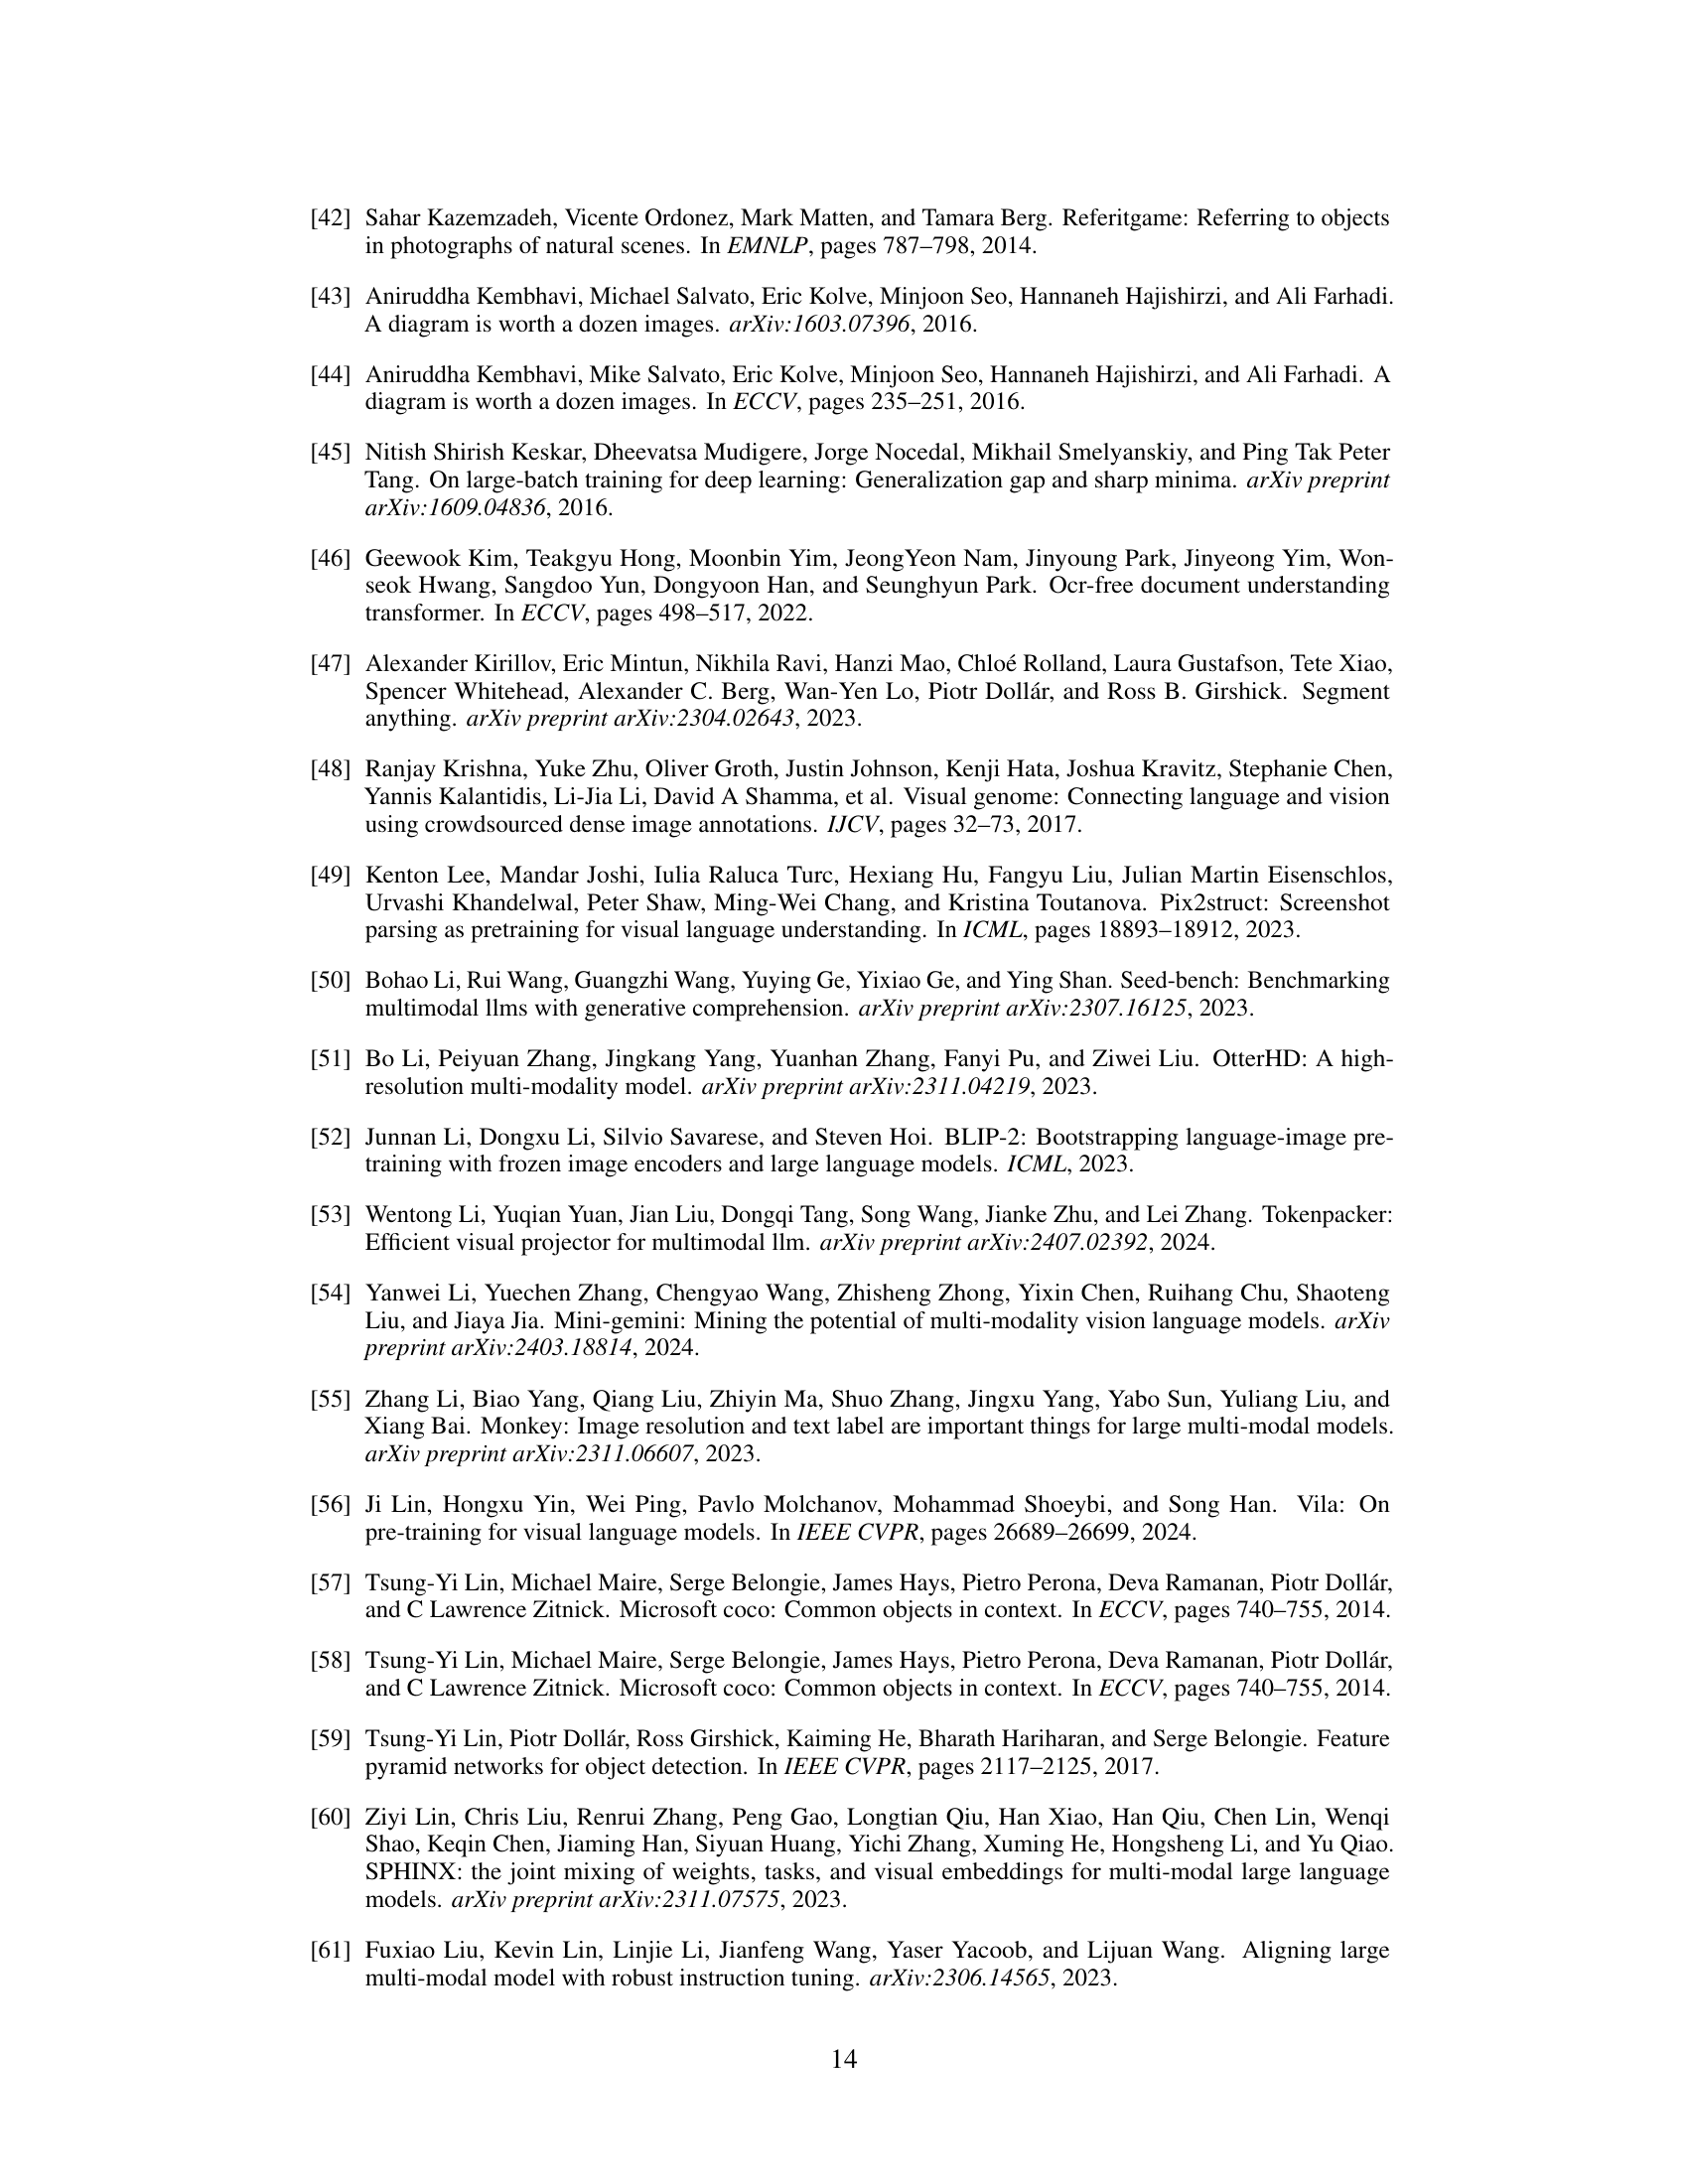 [42] Sahar Kazemzadeh, Vicente Ordonez, Mark Matten, and Tamara Berg. Referitgame: Referring to objects
in photographs of natural scenes. In EMNLP, pages 787–798, 2014.
[43] Aniruddha Kembhavi, Michael Salvato, Eric Kolve, Minjoon Seo, Hannaneh Hajishirzi, and Ali Farhadi.
A diagram is worth a dozen images. arXiv:1603.07396, 2016.
[44] Aniruddha Kembhavi, Mike Salvato, Eric Kolve, Minjoon Seo, Hannaneh Hajishirzi, and Ali Farhadi. A
diagram is worth a dozen images. In ECCV, pages 235–251, 2016.
[45] Nitish Shirish Keskar, Dheevatsa Mudigere, Jorge Nocedal, Mikhail Smelyanskiy, and Ping Tak Peter
Tang. On large-batch training for deep learning: Generalization gap and sharp minima. arXiv preprint
arXiv:1609.04836, 2016.
[46] Geewook Kim, Teakgyu Hong, Moonbin Yim, JeongYeon Nam, Jinyoung Park, Jinyeong Yim, Won-
seok Hwang, Sangdoo Yun, Dongyoon Han, and Seunghyun Park. Ocr-free document understanding
transformer. In ECCV, pages 498–517, 2022.
[47] Alexander Kirillov, Eric Mintun, Nikhila Ravi, Hanzi Mao, Chloé Rolland, Laura Gustafson, Tete Xiao,
Spencer Whitehead, Alexander C. Berg, Wan-Yen Lo, Piotr Dollár, and Ross B. Girshick. Segment
anything. arXiv preprint arXiv:2304.02643, 2023.
[48] Ranjay Krishna, Yuke Zhu, Oliver Groth, Justin Johnson, Kenji Hata, Joshua Kravitz, Stephanie Chen,
Yannis Kalantidis, Li-Jia Li, David A Shamma, et al. Visual genome: Connecting language and vision
using crowdsourced dense image annotations. IJCV, pages 32–73, 2017.
[49] Kenton Lee, Mandar Joshi, Iulia Raluca Turc, Hexiang Hu, Fangyu Liu, Julian Martin Eisenschlos,
Urvashi Khandelwal, Peter Shaw, Ming-Wei Chang, and Kristina Toutanova. Pix2struct: Screenshot
parsing as pretraining for visual language understanding. In ICML, pages 18893–18912, 2023.
[50] Bohao Li, Rui Wang, Guangzhi Wang, Yuying Ge, Yixiao Ge, and Ying Shan. Seed-bench: Benchmarking
multimodal llms with generative comprehension. arXiv preprint arXiv:2307.16125, 2023.
[51] Bo Li, Peiyuan Zhang, Jingkang Yang, Yuanhan Zhang, Fanyi Pu, and Ziwei Liu. OtterHD: A high-
resolution multi-modality model. arXiv preprint arXiv:2311.04219, 2023.
[52] Junnan Li, Dongxu Li, Silvio Savarese, and Steven Hoi. BLIP-2: Bootstrapping language-image pre-
training with frozen image encoders and large language models. ICML, 2023.
[53] Wentong Li, Yuqian Yuan, Jian Liu, Dongqi Tang, Song Wang, Jianke Zhu, and Lei Zhang. Tokenpacker:
Efficient visual projector for multimodal llm. arXiv preprint arXiv:2407.02392, 2024.
[54] Yanwei Li, Yuechen Zhang, Chengyao Wang, Zhisheng Zhong, Yixin Chen, Ruihang Chu, Shaoteng
Liu, and Jiaya Jia. Mini-gemini: Mining the potential of multi-modality vision language models. arXiv
preprint arXiv:2403.18814, 2024.
[55] Zhang Li, Biao Yang, Qiang Liu, Zhiyin Ma, Shuo Zhang, Jingxu Yang, Yabo Sun, Yuliang Liu, and
Xiang Bai. Monkey: Image resolution and text label are important things for large multi-modal models.
arXiv preprint arXiv:2311.06607, 2023.
[56] Ji Lin, Hongxu Yin, Wei Ping, Pavlo Molchanov, Mohammad Shoeybi, and Song Han. Vila: On
pre-training for visual language models. In IEEE CVPR, pages 26689–26699, 2024.
[57] Tsung-Yi Lin, Michael Maire, Serge Belongie, James Hays, Pietro Perona, Deva Ramanan, Piotr Dollár,
and C Lawrence Zitnick. Microsoft coco: Common objects in context. In ECCV, pages 740–755, 2014.
[58] Tsung-Yi Lin, Michael Maire, Serge Belongie, James Hays, Pietro Perona, Deva Ramanan, Piotr Dollár,
and C Lawrence Zitnick. Microsoft coco: Common objects in context. In ECCV, pages 740–755, 2014.
[59] Tsung-Yi Lin, Piotr Dollár, Ross Girshick, Kaiming He, Bharath Hariharan, and Serge Belongie. Feature
pyramid networks for object detection. In IEEE CVPR, pages 2117–2125, 2017.
[60] Ziyi Lin, Chris Liu, Renrui Zhang, Peng Gao, Longtian Qiu, Han Xiao, Han Qiu, Chen Lin, Wenqi
Shao, Keqin Chen, Jiaming Han, Siyuan Huang, Yichi Zhang, Xuming He, Hongsheng Li, and Yu Qiao.
SPHINX: the joint mixing of weights, tasks, and visual embeddings for multi-modal large language
models. arXiv preprint arXiv:2311.07575, 2023.
[61] Fuxiao Liu, Kevin Lin, Linjie Li, Jianfeng Wang, Yaser Yacoob, and Lijuan Wang. Aligning large
multi-modal model with robust instruction tuning. arXiv:2306.14565, 2023.
14